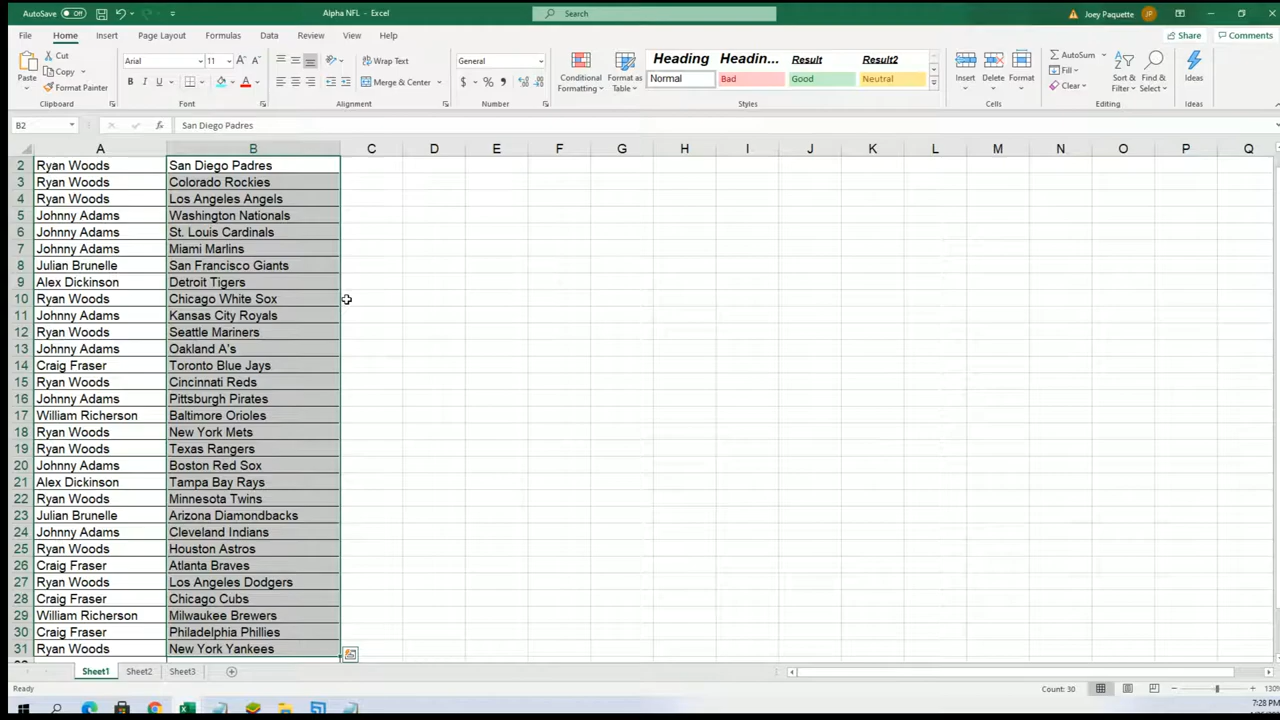 AutoSave Off Alpha NFL - Excel Search Joey Paquette JP
File Home Insert Page Layout Formulas Data Review View Help Share Comments
Cut Arial 11 Wrap Text General Heading Headin... Result Result2 AutoSum
Copy
Paste Format Painter B I U Merge & Center $ % Conditional Formatting Format as Table Normal Bad Good Neutral Insert Delete Format Fill Clear Sort & Filter Find & Select Ideas
Clipboard Font Alignment Number Styles Cells Editing Ideas
B2 fx San Diego Padres
A B C D E F G H I J K L M N O P Q
2 Ryan Woods San Diego Padres
3 Ryan Woods Colorado Rockies
4 Ryan Woods Los Angeles Angels
5 Johnny Adams Washington Nationals
6 Johnny Adams St. Louis Cardinals
7 Johnny Adams Miami Marlins
8 Julian Brunelle San Francisco Giants
9 Alex Dickinson Detroit Tigers
10 Ryan Woods Chicago White Sox
11 Johnny Adams Kansas City Royals
12 Ryan Woods Seattle Mariners
13 Johnny Adams Oakland A's
14 Craig Fraser Toronto Blue Jays
15 Ryan Woods Cincinnati Reds
16 Johnny Adams Pittsburgh Pirates
17 William Richerson Baltimore Orioles
18 Ryan Woods New York Mets
19 Ryan Woods Texas Rangers
20 Johnny Adams Boston Red Sox
21 Alex Dickinson Tampa Bay Rays
22 Ryan Woods Minnesota Twins
23 Julian Brunelle Arizona Diamondbacks
24 Johnny Adams Cleveland Indians
25 Ryan Woods Houston Astros
26 Craig Fraser Atlanta Braves
27 Ryan Woods Los Angeles Dodgers
28 Craig Fraser Chicago Cubs
29 William Richerson Milwaukee Brewers
30 Craig Fraser Philadelphia Phillies
31 Ryan Woods New York Yankees
Sheet1 Sheet2 Sheet3
Ready Count: 30 130%
7:28 PM